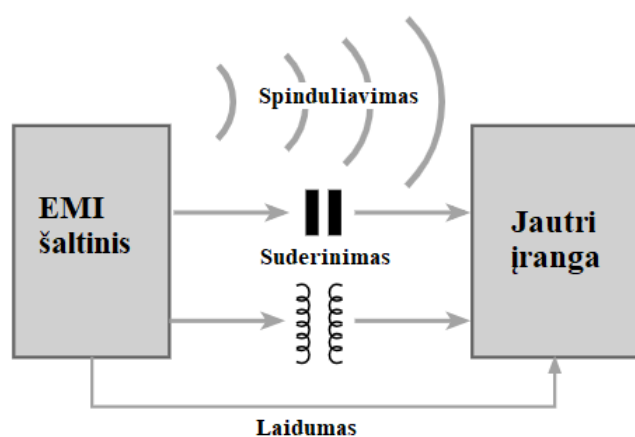 Spinduliavimas
EMI
šaltinis
Suderinimas
Jautri
įranga
Laidumas